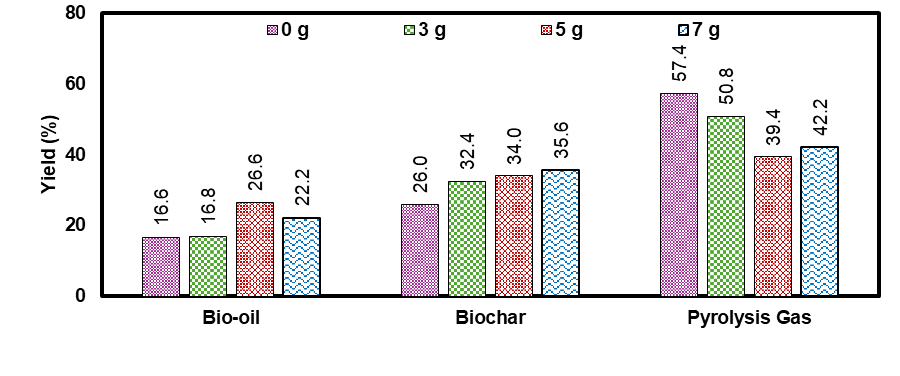 80
60
40
20
0
Yield (%)
0 g 3 g 5 g 7 g
16.6 16.8 26.6 22.2
26.0 32.4 34.0 35.6
57.4 50.8 39.4 42.2
Bio-oil Biochar Pyrolysis Gas